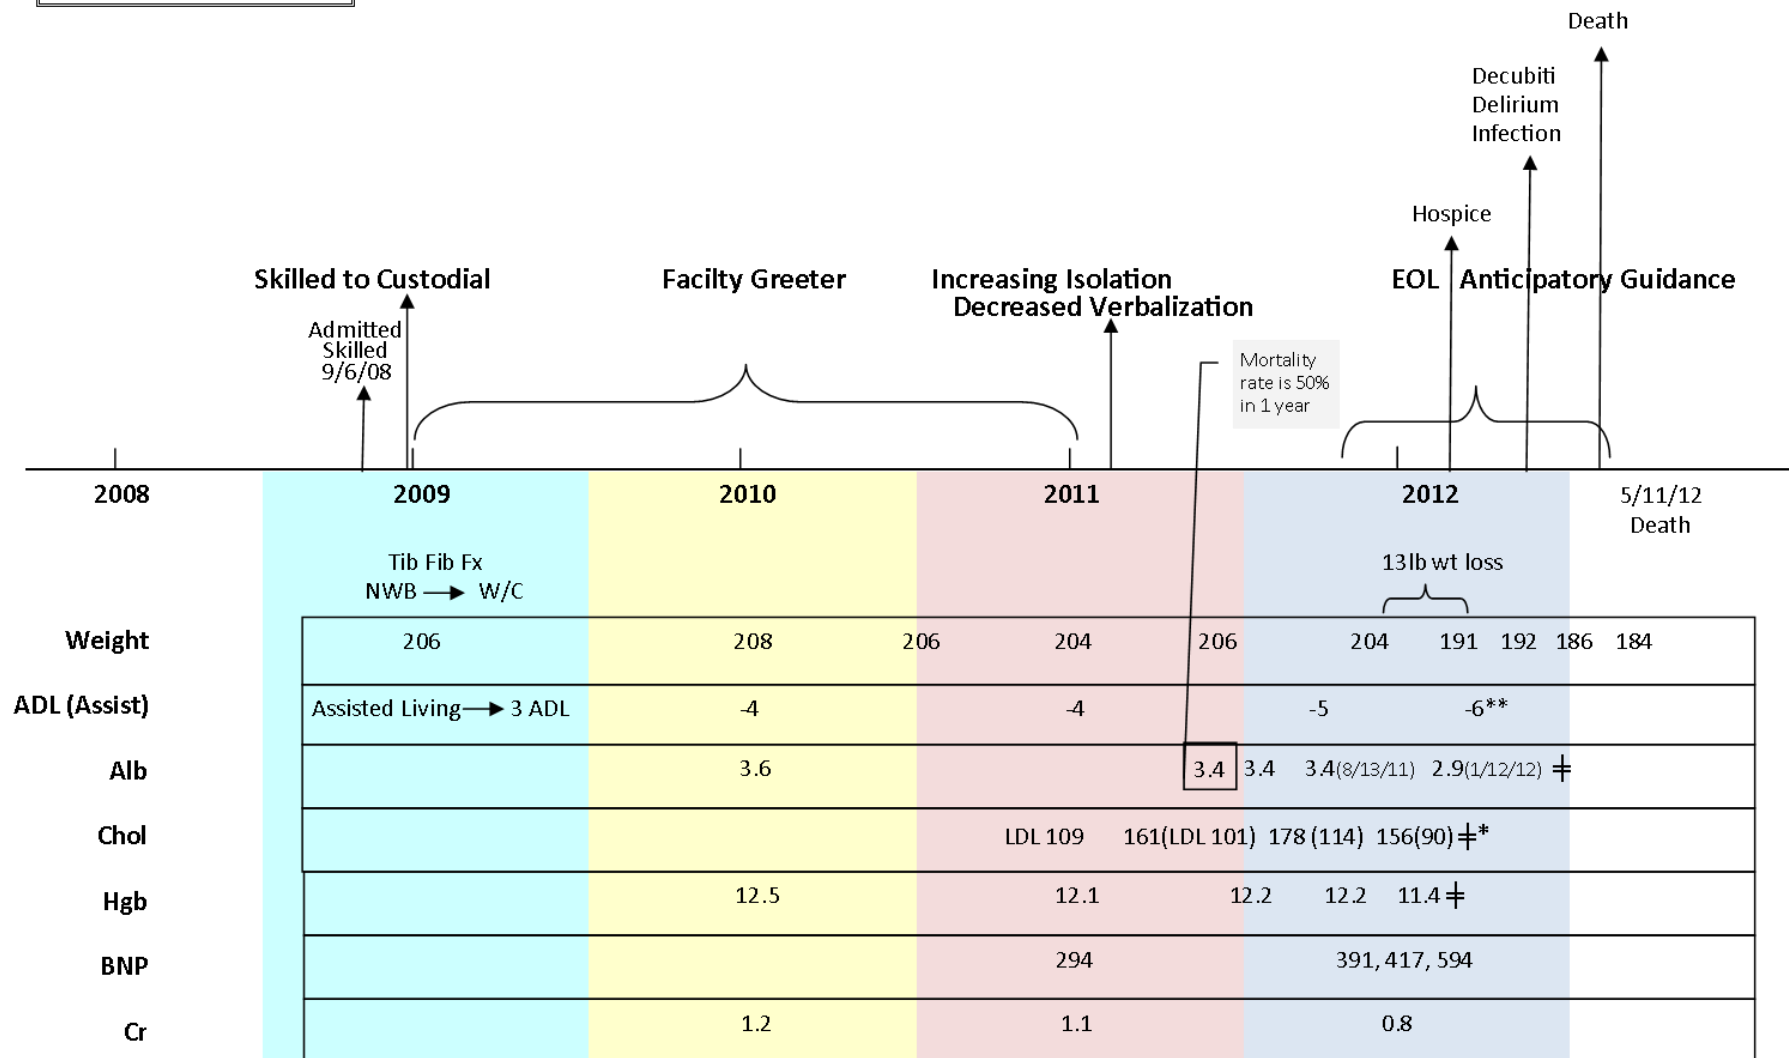 Death
Decubiti
Delirium
Infection
Hospice
Skilled to Custodial
Facilty Greeter
Increasing Isolation
Decreased Verbalization
EOL Anticipatory Guidance
Admitted
Skilled
9/6/08
Mortality
rate is 50%
in 1 year
2008 2009 2010 2011 2012
5/11/12
Death
Tib Fib Fx
NWB → W/C
13lb wt loss
Weight 206 208 206 204 206 204 191 192 186 184
ADL (Assist) Assisted Living → 3 ADL -4 -4 -5 -6**
Alb 3.6 3.4 3.4 3.4(8/13/11) 2.9(1/12/12) ǂ
Chol LDL 109 161(LDL 101) 178 (114) 156(90) ǂ*
Hgb 12.5 12.1 12.2 12.2 11.4 ǂ
BNP 294 391, 417, 594
Cr 1.2 1.1 0.8